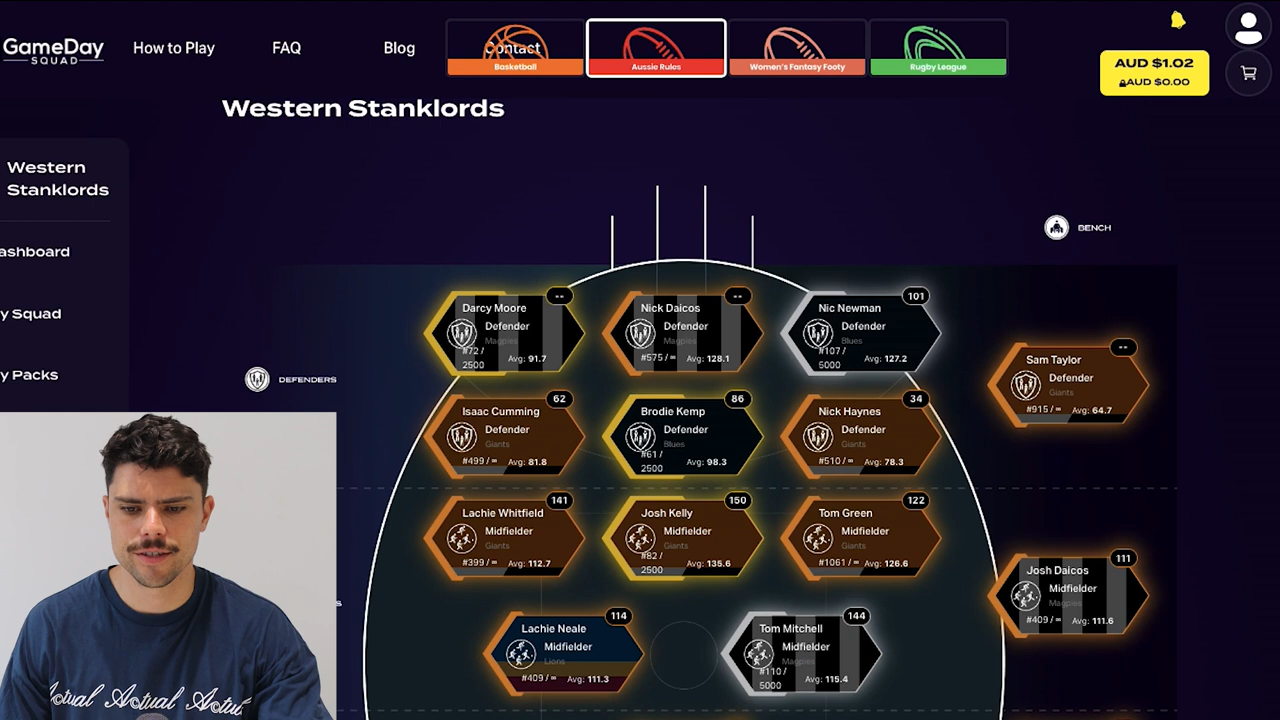 GameDay
SQUAD
How to Play
FAQ
Blog
Contact
Basketball
Aussie Rules
Women's Fantasy Footy
Rugby League
AUD $1.02
AUD $0.00
Western Stanklords
Western
Stanklords
ashboard
y Squad
y Packs
BENCH
DEFENDERS
--
Darcy Moore
Defender
Magpies
#72 /
2500
Avg: 91.7
--
Nick Daicos
Defender
Magpies
#575 / ∞
Avg: 128.1
101
Nic Newman
Defender
Blues
#107 /
5000
Avg: 127.2
--
Sam Taylor
Defender
Giants
#915 / ∞
Avg: 64.7
62
Isaac Cumming
Defender
Giants
#499 / ∞
Avg: 81.8
86
Brodie Kemp
Defender
Blues
#61 /
2500
Avg: 98.3
34
Nick Haynes
Defender
Giants
#510 / ∞
Avg: 78.3
141
Lachie Whitfield
Midfielder
Giants
#399 / ∞
Avg: 112.7
150
Josh Kelly
Midfielder
Giants
#82 /
2500
Avg: 135.6
122
Tom Green
Midfielder
Giants
#1061 / ∞
Avg: 126.6
111
Josh Daicos
Midfielder
Magpies
#409 / ∞
Avg: 111.6
s
114
Lachie Neale
Midfielder
Lions
#409 / ∞
Avg: 111.3
144
Tom Mitchell
Midfielder
Magpies
#110 /
5000
Avg: 115.4
Actual Actual Actu